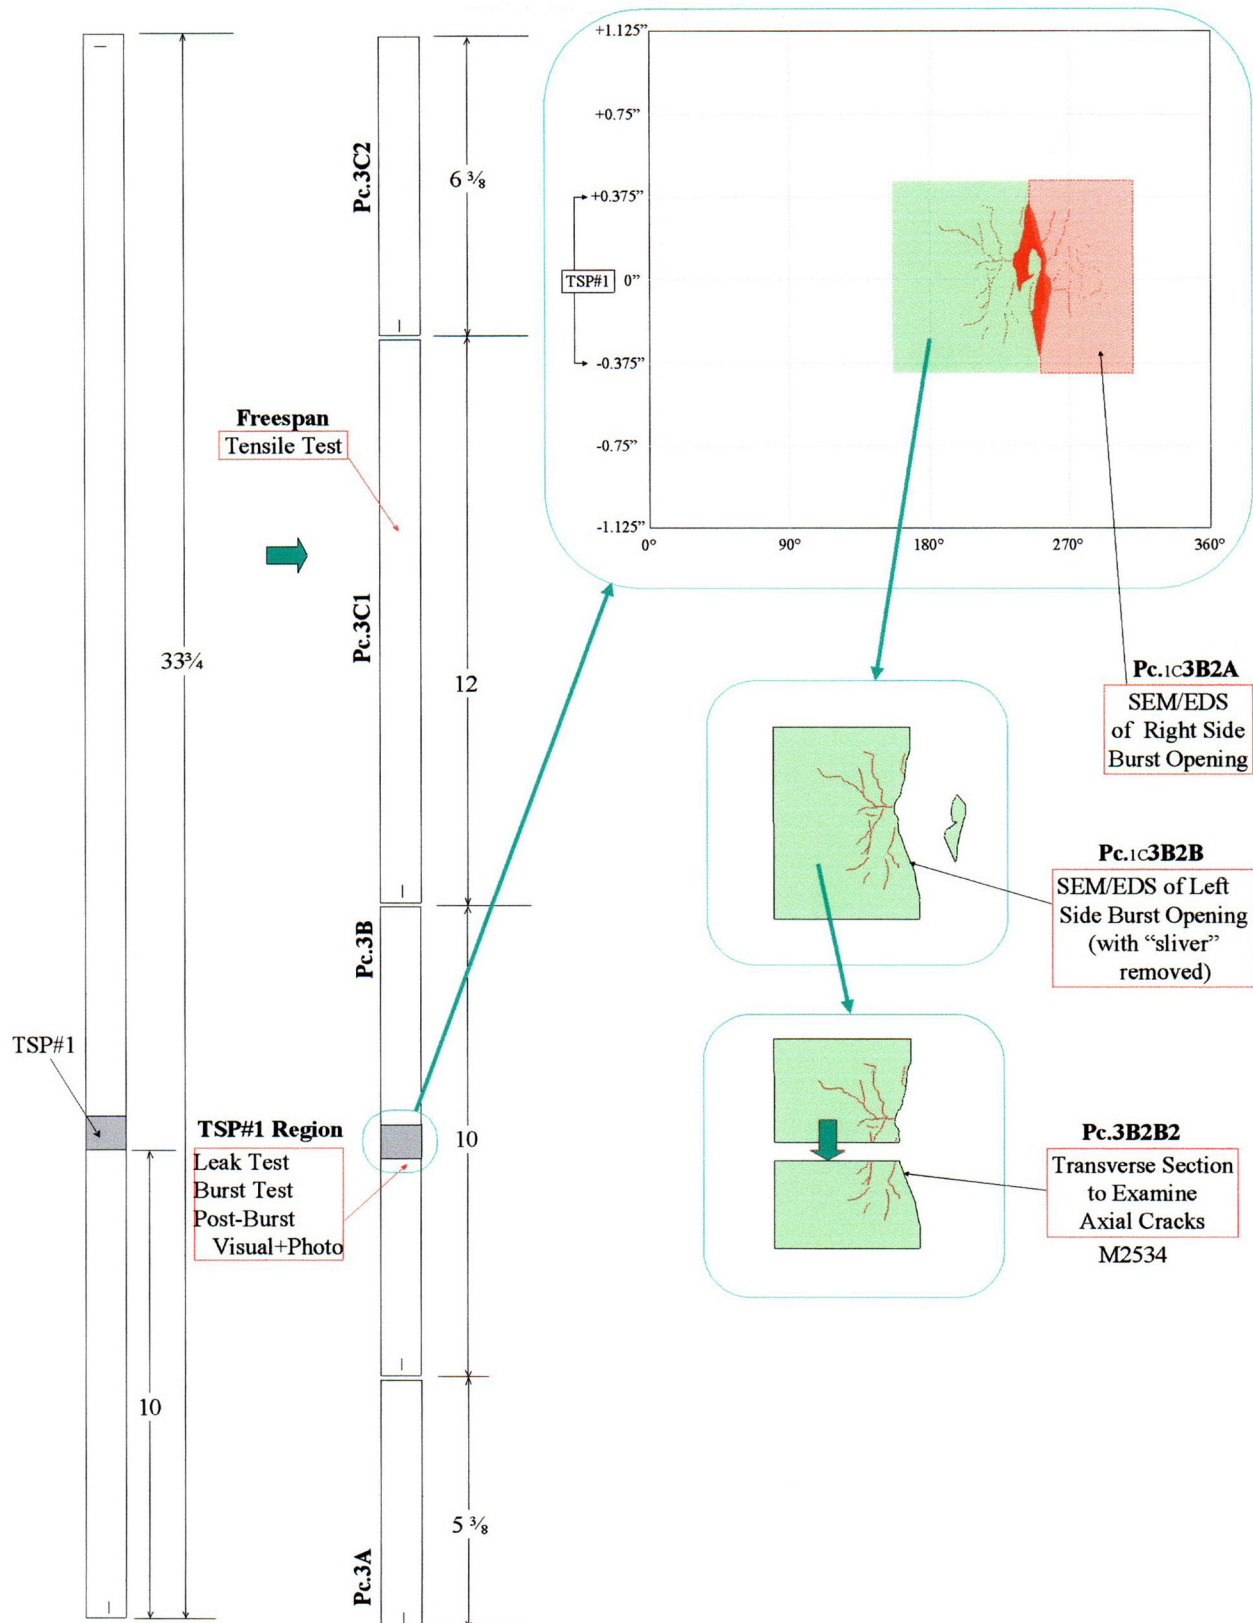 33¾
TSP#1
10
Pc.3C2
6 ⅜
Freespan
Tensile Test
Pc.3C1
12
Pc.3B
TSP#1 Region
Leak Test
Burst Test
Post-Burst
Visual+Photo
10
5 ⅜
Pc.3A
+1.125”
+0.75”
+0.375”
TSP#1
0”
-0.375”
-0.75”
-1.125”
0°
90°
180°
270°
360°
Pc.1C3B2A
SEM/EDS
of Right Side
Burst Opening
Pc.1C3B2B
SEM/EDS of Left
Side Burst Opening
(with “sliver”
removed)
Pc.3B2B2
Transverse Section
to Examine
Axial Cracks
M2534